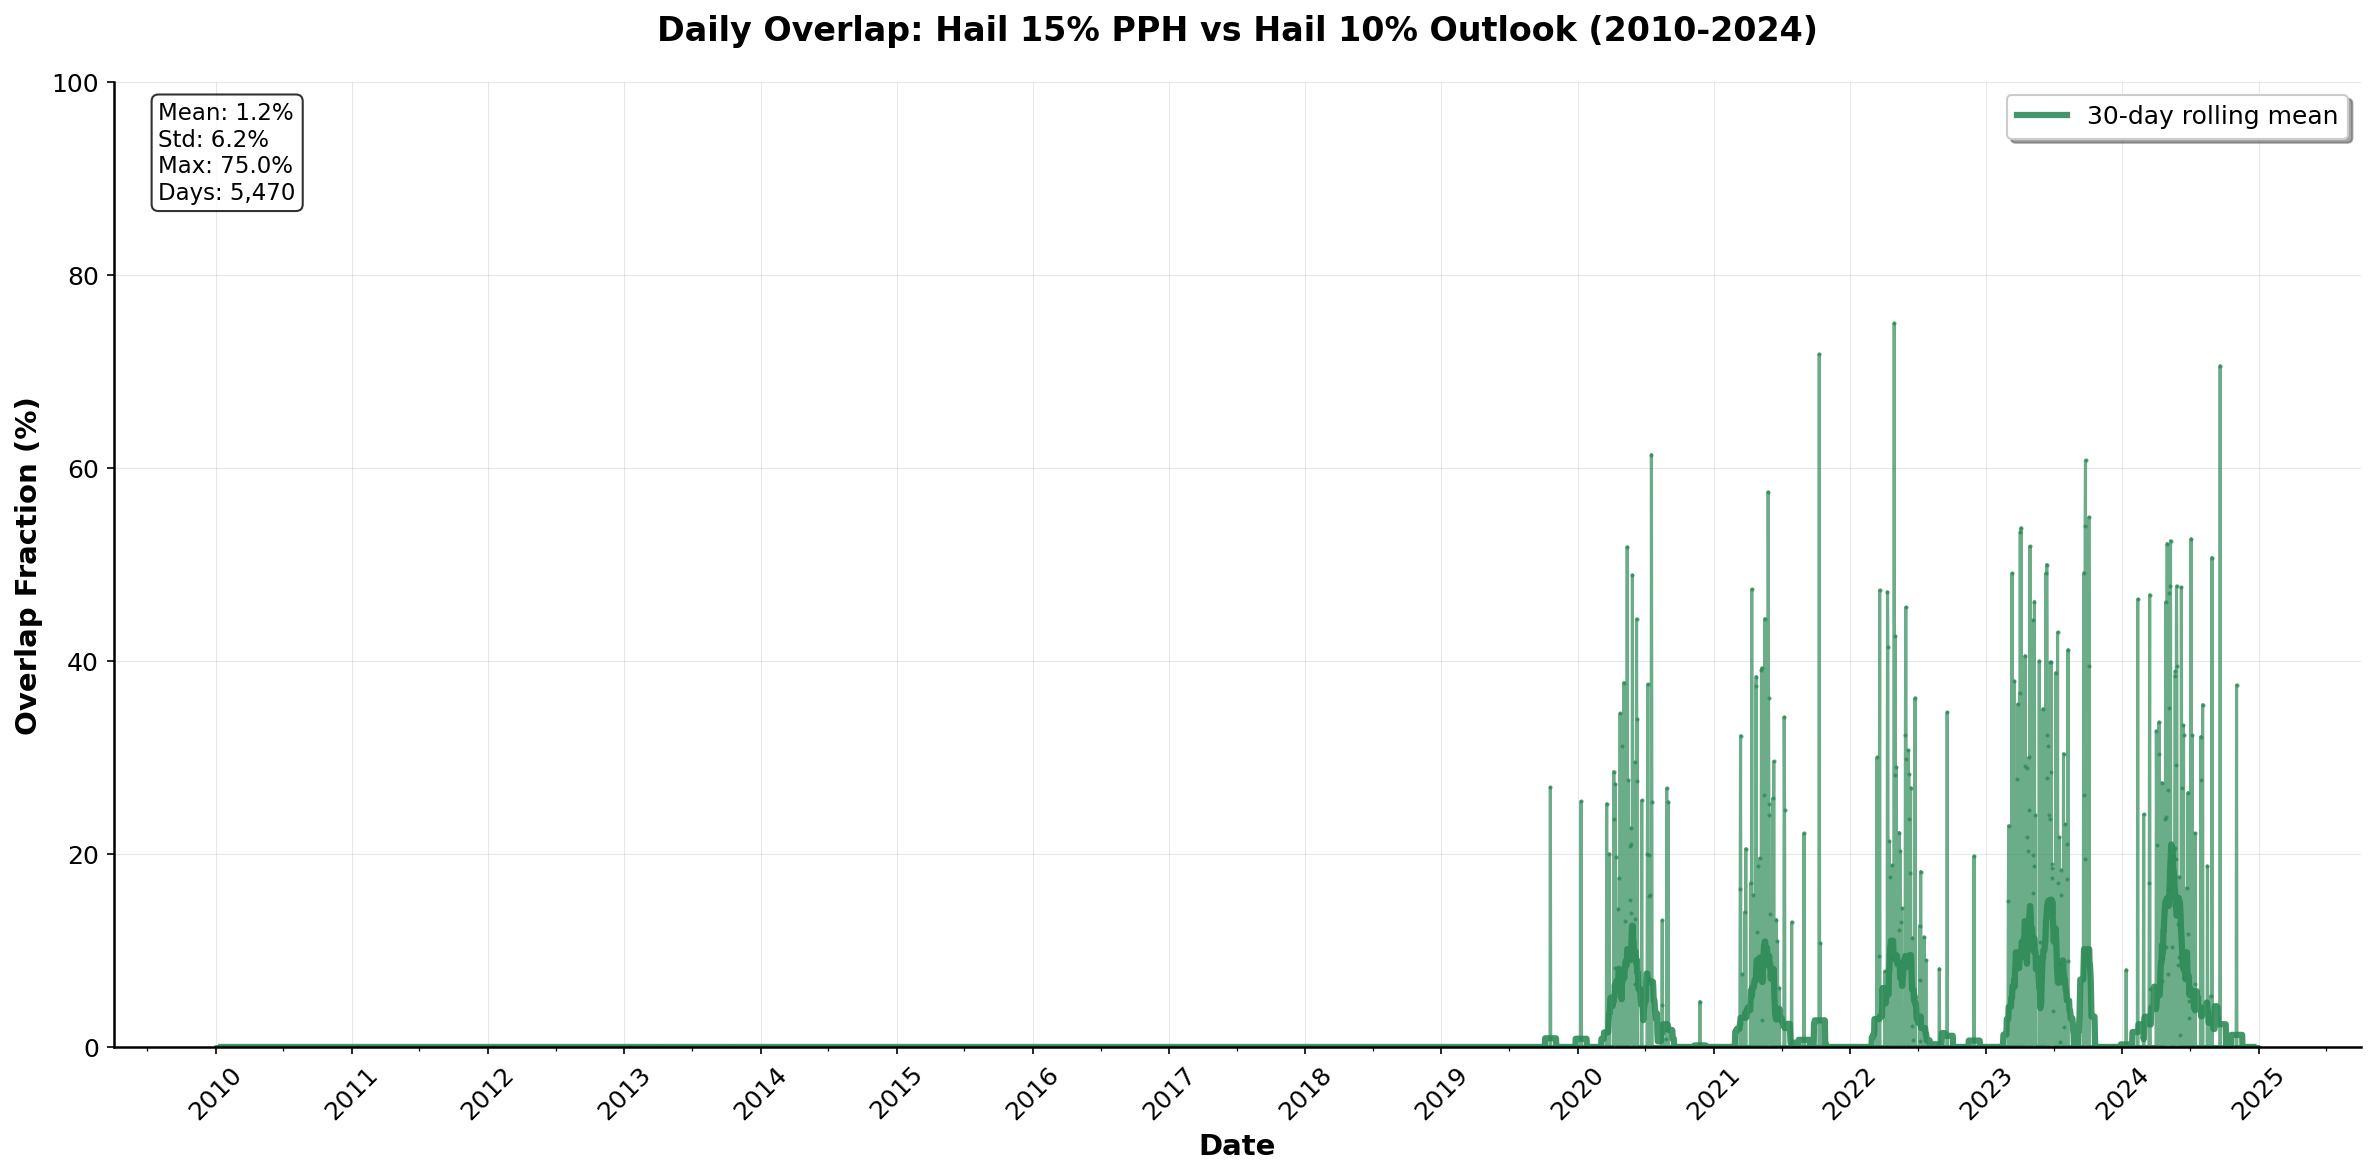 Daily Overlap: Hail 15% PPH vs Hail 10% Outlook (2010-2024)
Mean: 1.2%
Std: 6.2%
Max: 75.0%
Days: 5,470
30-day rolling mean
Overlap Fraction (%)
100
80
60
40
20
0
2010
2011
2012
2013
2014
2015
2016
2017
2018
2019
2020
2021
2022
2023
2024
2025
Date